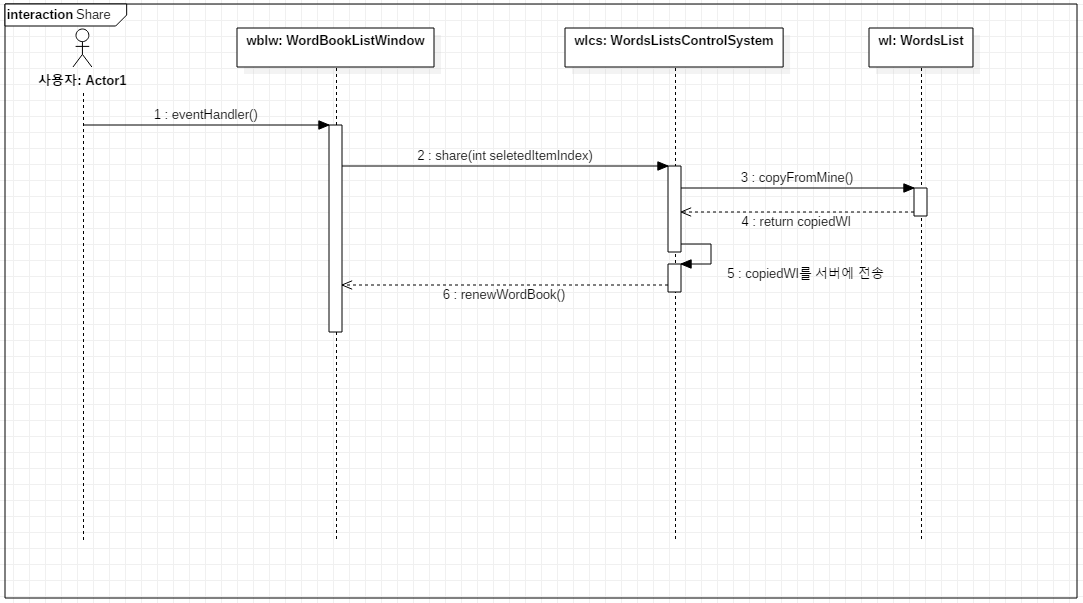 interaction Share
사용자: Actor1
wblw: WordBookListWindow
wlcs: WordsListsControlSystem
wl: WordsList
1 : eventHandler()
2 : share(int seletedItemIndex)
3 : copyFromMine()
4 : return copiedWl
5 : copiedWl를 서버에 전송
6 : renewWordBook()